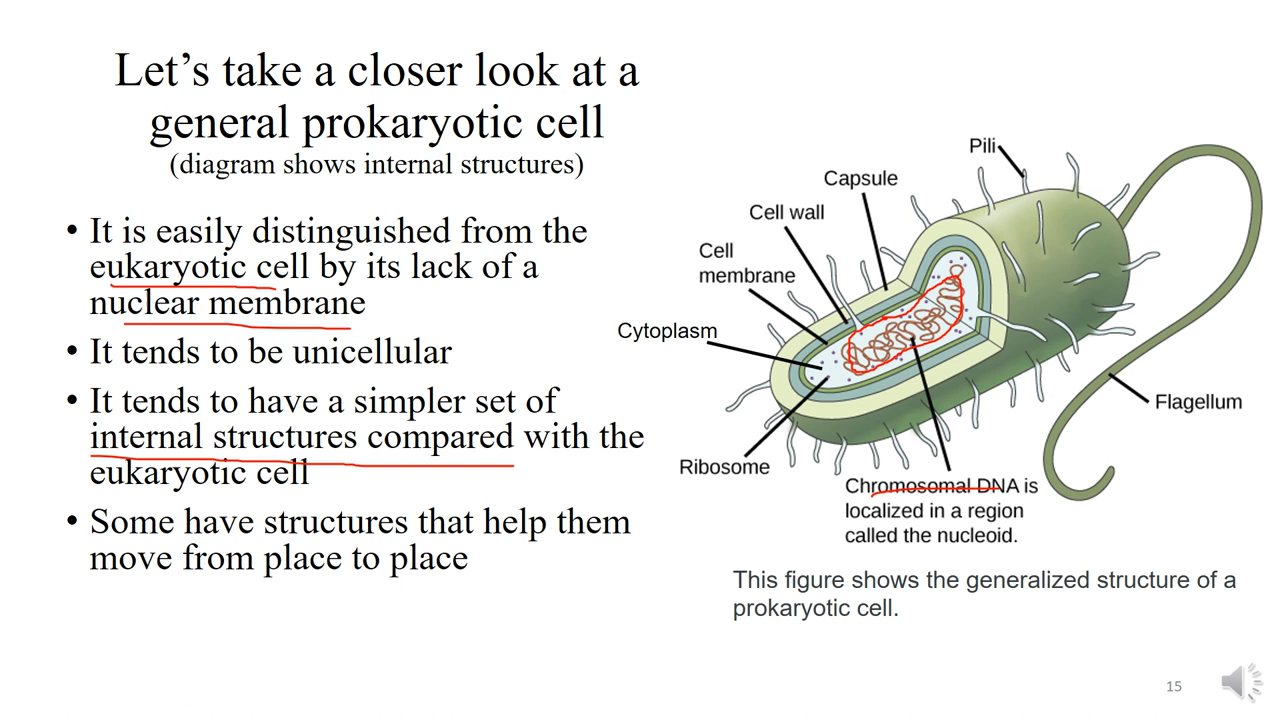 Let’s take a closer look at a
general prokaryotic cell
(diagram shows internal structures)
• It is easily distinguished from the
eukaryotic cell by its lack of a
nuclear membrane
• It tends to be unicellular
• It tends to have a simpler set of
internal structures compared with the
eukaryotic cell
• Some have structures that help them
move from place to place
Pili
Capsule
Cell wall
Cell
membrane
Cytoplasm
Ribosome
Flagellum
Chromosomal DNA is
localized in a region
called the nucleoid.
This figure shows the generalized structure of a
prokaryotic cell.
15